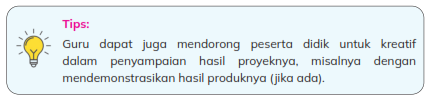 Tips:
Guru dapat juga mendorong peserta didik untuk kreatif
dalam penyampaian hasil proyeknya, misalnya dengan
mendemonstrasikan hasil produknya (jika ada).